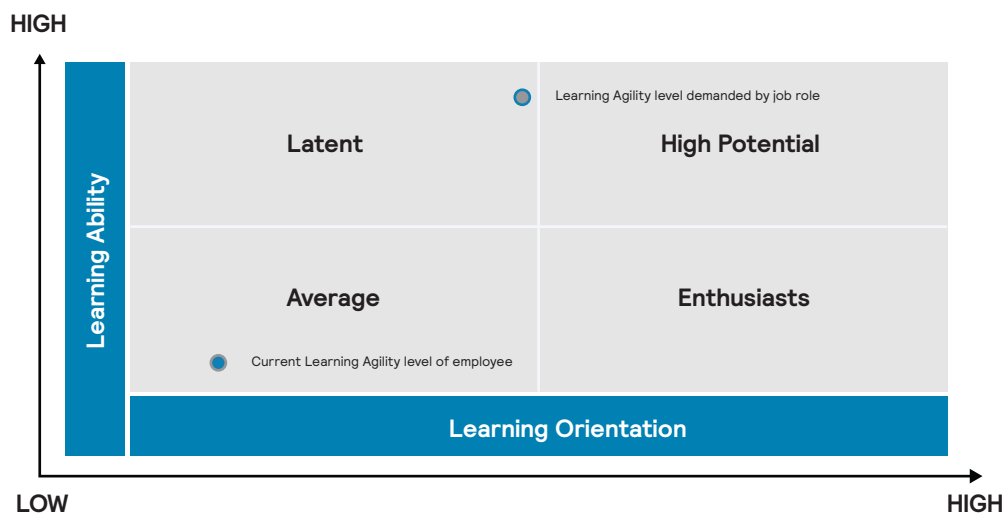 HIGH
Learning Agility level demanded by job role
Latent
High Potential
Learning Ability
Average
Enthusiasts
Current Learning Agility level of employee
Learning Orientation
LOW
HIGH